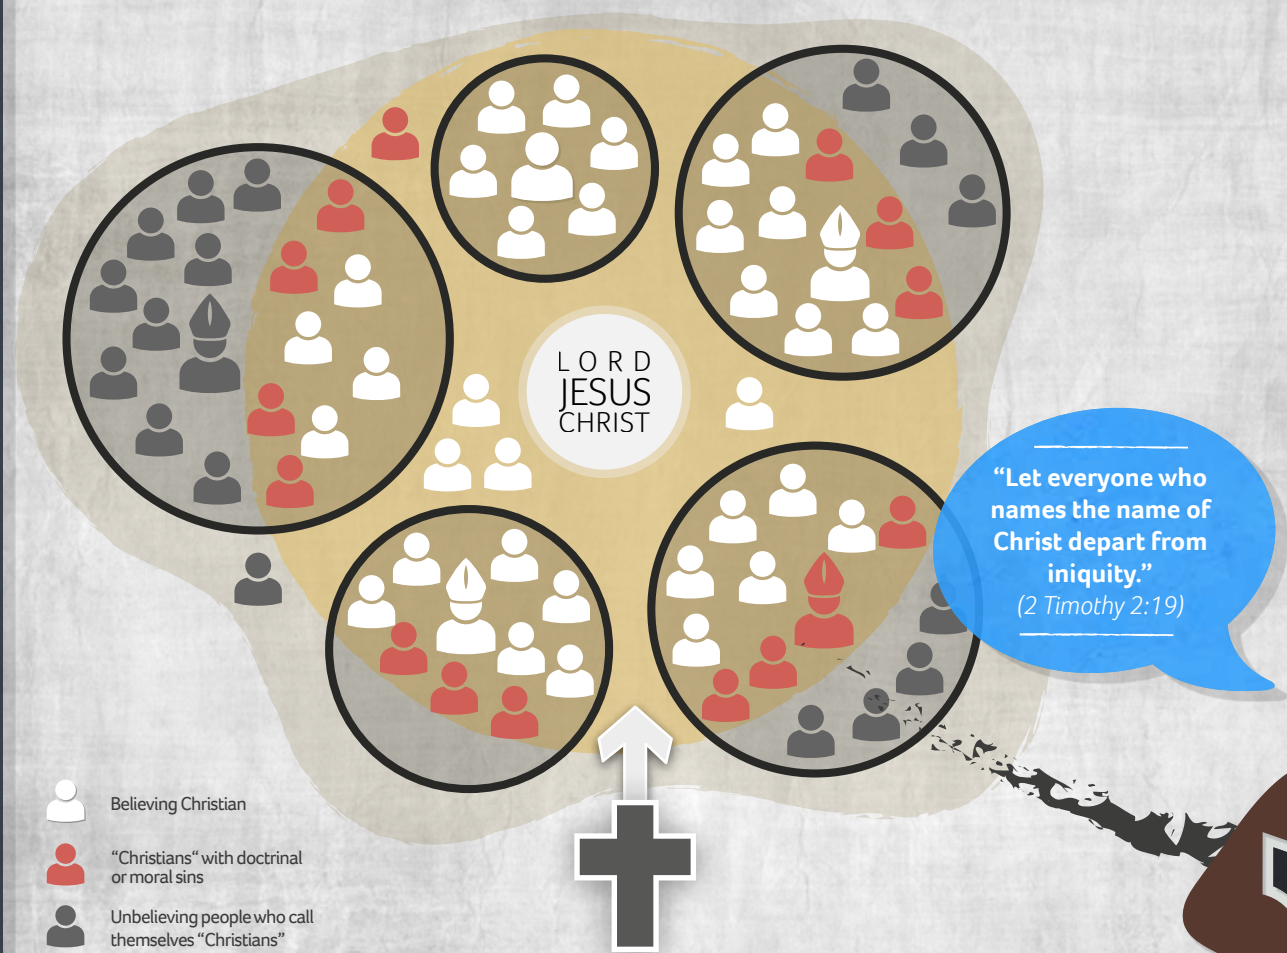 LORD
JESUS
CHRIST
“Let everyone who
names the name of
Christ depart from
iniquity.”
(2 Timothy 2:19)
Believing Christian
“Christians“ with doctrinal
or moral sins
Unbelieving people who call
themselves “Christians”